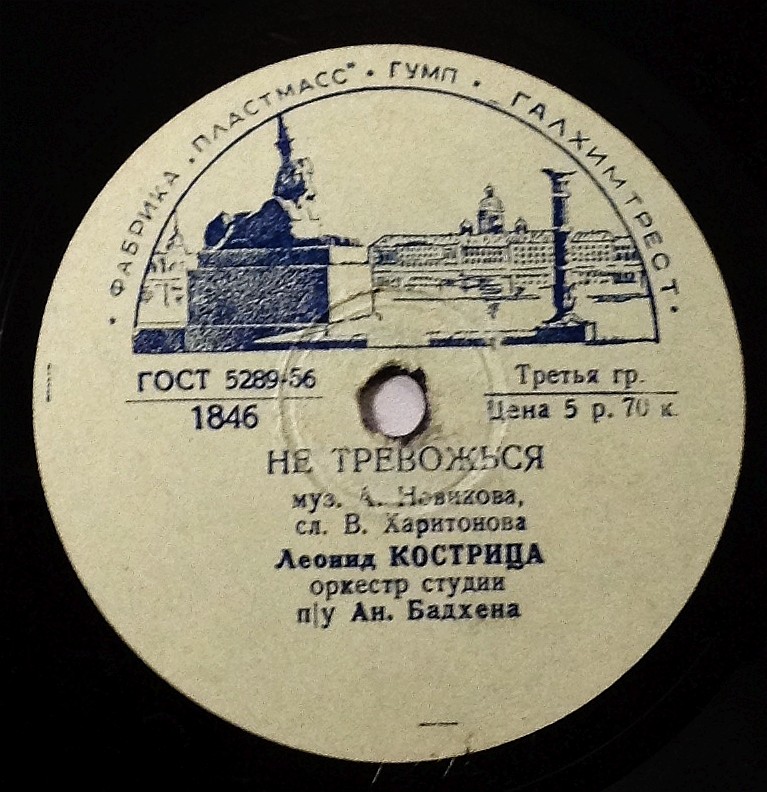 • ФАБРИКА „ПЛАСТМАСС" • ГУМП • ГАЛХИМТРЕСТ •
ГОСТ 5289-56
1846
Третья гр.
Цена 5 р. 70 к.
НЕ ТРЕВОЖЬСЯ
муз. А. Новикова,
сл. В. Харитонова
Леонид КОСТРИЦА
оркестр студии
п/у Ан. Бадхена